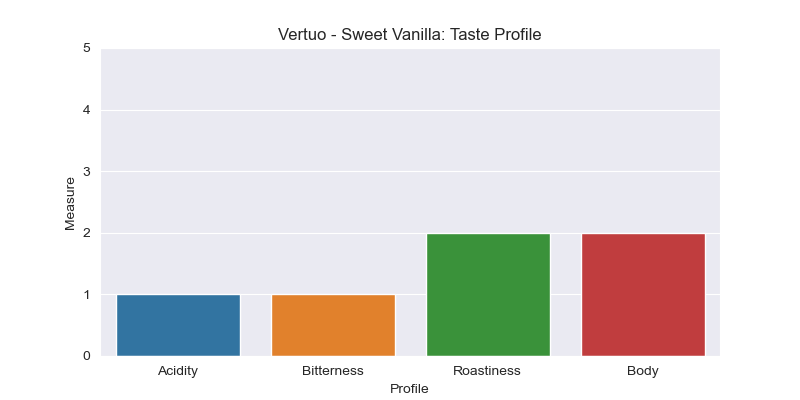 Vertuo - Sweet Vanilla: Taste Profile
5
4
3
2
1
0
Measure
Acidity Bitterness Roastiness Body
Profile